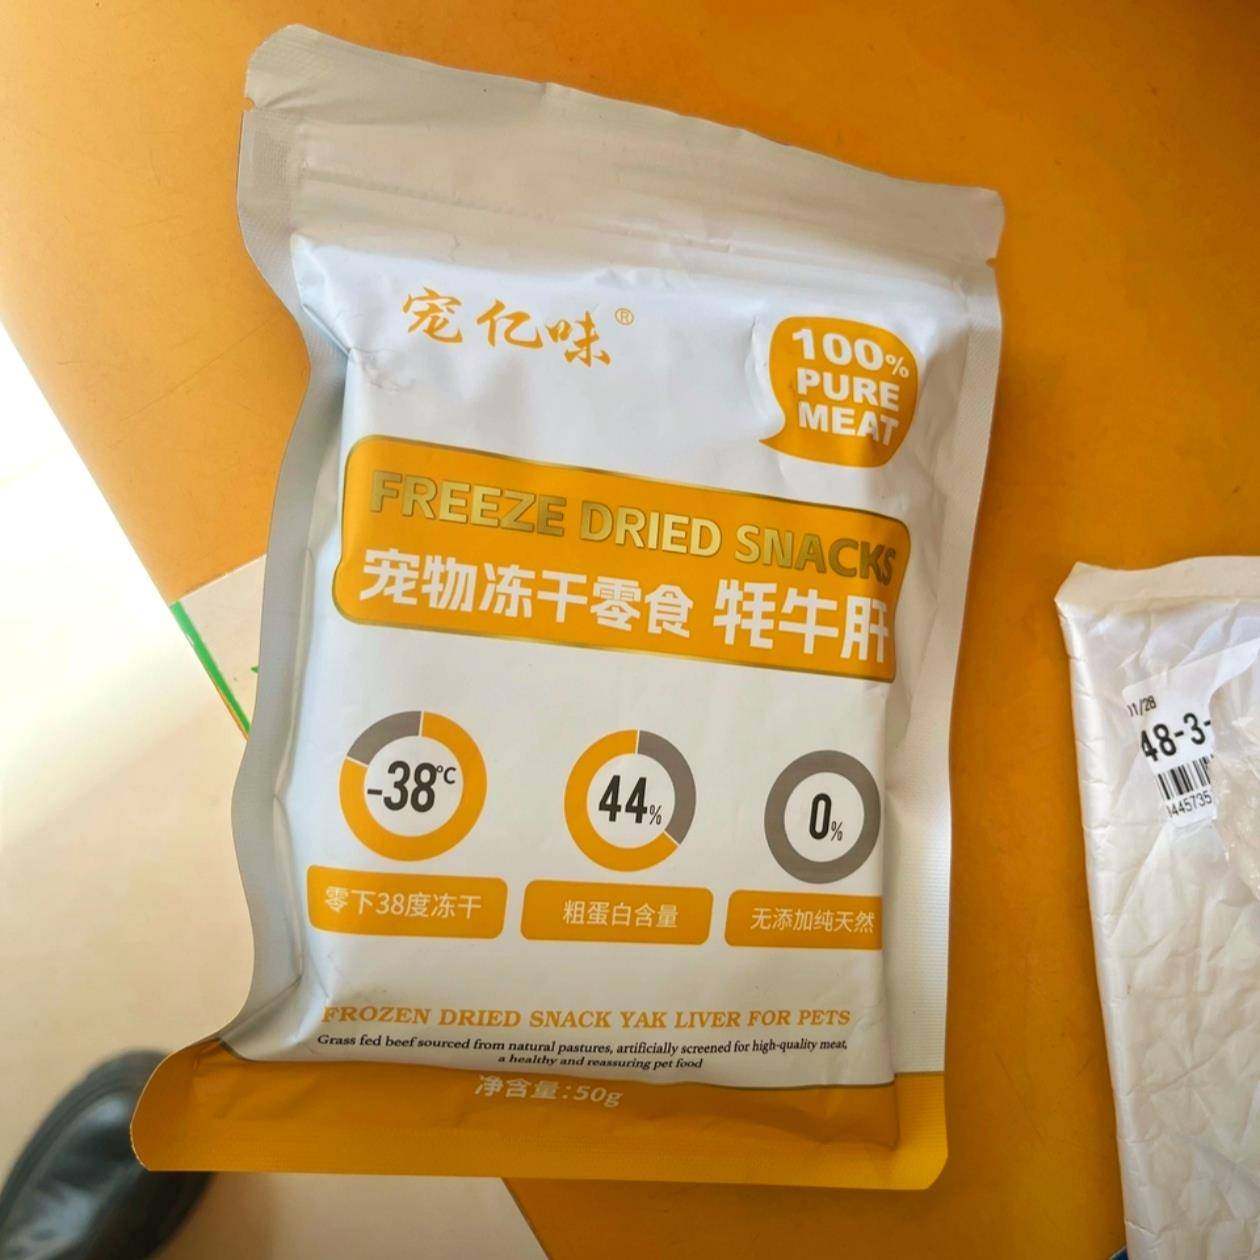 宠亿味®
100%
PURE
MEAT
FREEZE DRIED SNACKS
宠物冻干零食 牦牛肝
-38℃
44%
0%
零下38度冻干
粗蛋白含量
无添加纯天然
FROZEN DRIED SNACK YAK LIVER FOR PETS
Grass fed beef sourced from natural pastures, artificially screened for high-quality meat,
a healthy and reassuring pet food
净含量:50g
01/28
48-3-
445735